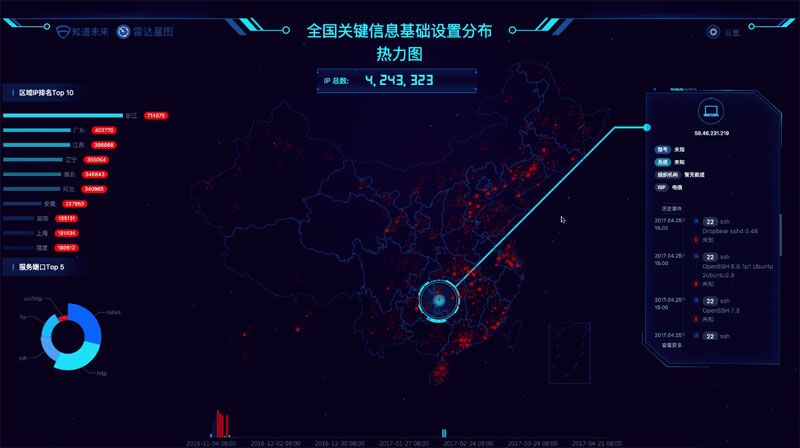 知道未来 雷达星图
全国关键信息基础设置分布
热力图
设置
IP 总数: 4,243,323
区域IP排名Top 10
浙江 714575
广东 402770
江苏 396868
辽宁 355004
湖北 346843
河北 340965
安徽 227953
湖南 185131
上海 181434
福建 160612
服务端口Top 5
ssl/http
telnet
ftp
ssh
http
58.46.231.219
型号 未知
系统 未知
组织机构 暂无数据
ISP 电信
历史事件
2017.04.25
15:02
22 ssh
Dropbear sshd 0.46
未知
2017.04.25
15:00
22 ssh
OpenSSH 6.6.1p1 Ubuntu
2ubuntu2.8
未知
2017.04.25
15:00
22 ssh
OpenSSH 7.3
未知
2017.04.25
22 ssh
查看更多
2016-11-04 08:00 2016-12-02 08:00 2016-12-30 08:00 2017-01-27 08:00 2017-02-24 08:00 2017-03-24 08:00 2017-04-21 08:00